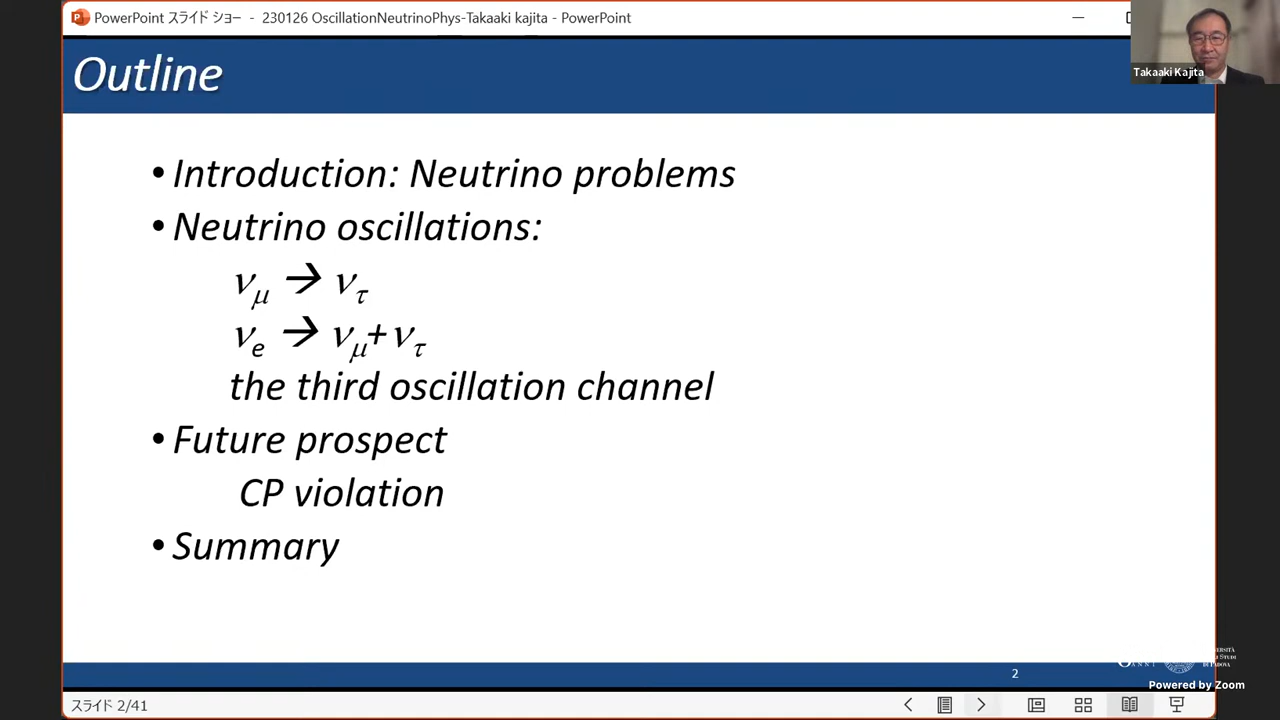 PowerPoint スライド ショー - 230126 OscillationNeutrinoPhys-Takaaki kajita - PowerPoint
Takaaki Kajita
Outline
• Introduction: Neutrino problems
• Neutrino oscillations:
νμ → ντ
νe → νμ+ντ
the third oscillation channel
• Future prospect
CP violation
• Summary
2
DI PADOVA
Powered by Zoom
スライド 2/41